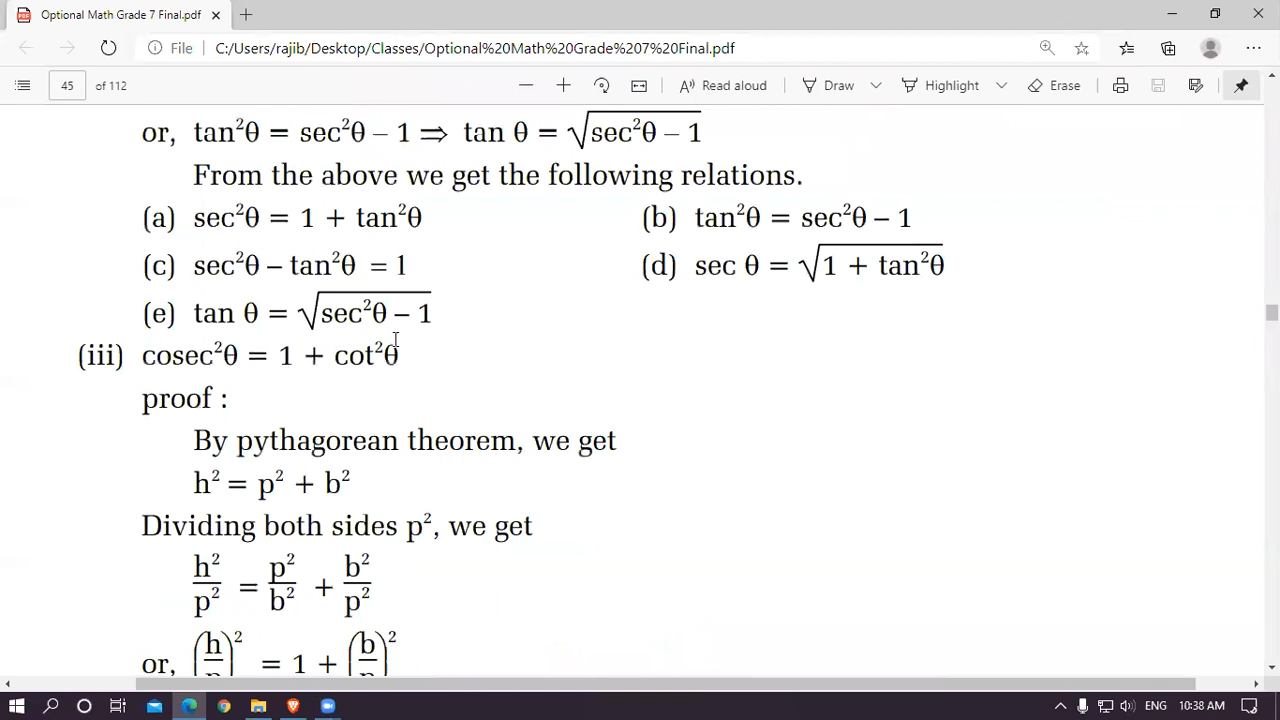 Optional Math Grade 7 Final.pdf
File C:/Users/rajib/Desktop/Classes/Optional%20Math%20Grade%207%20Final.pdf
45 of 112 Read aloud Draw Highlight Erase
or, tan²θ = sec²θ – 1 ⇒ tan θ = √(sec²θ – 1)
From the above we get the following relations.
(a) sec²θ = 1 + tan²θ (b) tan²θ = sec²θ – 1
(c) sec²θ – tan²θ = 1 (d) sec θ = √(1 + tan²θ)
(e) tan θ = √(sec²θ – 1)
(iii) cosec²θ = 1 + cot²θ
proof :
By pythagorean theorem, we get
h² = p² + b²
Dividing both sides p², we get
h²/p² = p²/b² + b²/p²
or, (h/p)² = 1 + (b/p)²
ENG 10:38 AM